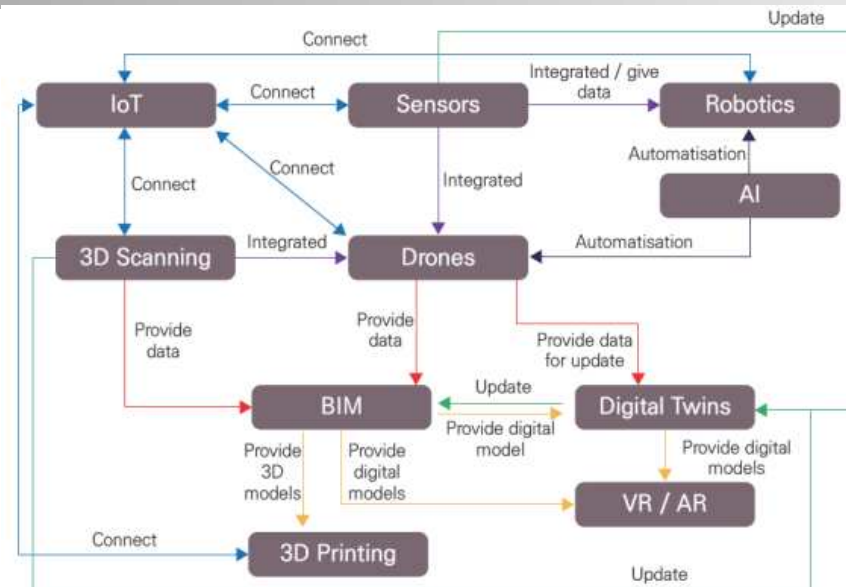 Update
Connect
IoT
Connect
Sensors
Integrated / give
data
Robotics
Automatisation
AI
Connect
Connect
Integrated
3D Scanning
Integrated
Drones
Automatisation
Provide
data
Provide
data
Provide data
for update
BIM
Update
Provide digital
model
Digital Twins
Provide
3D
models
Provide
digital
models
Provide digital
models
VR / AR
Connect
3D Printing
Update